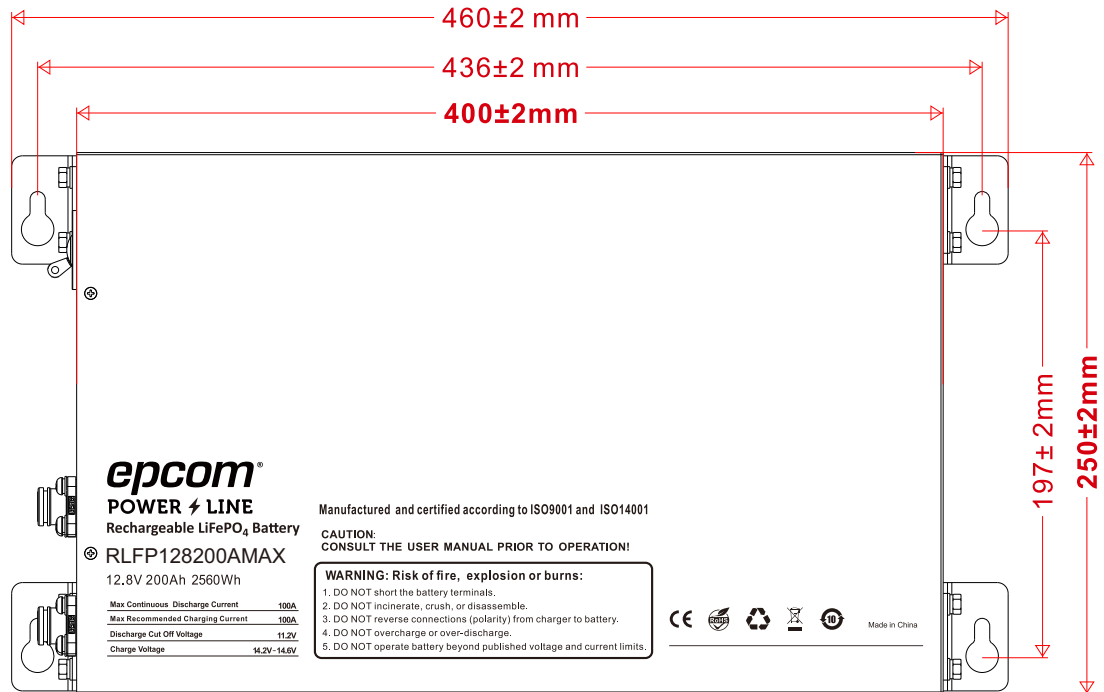 460±2 mm
436±2 mm
400±2mm
197± 2mm
250±2mm
epcom®
POWER LINE
Rechargeable LiFePO4 Battery
RLFP128200AMAX
12.8V 200Ah 2560Wh
Max Continuous Discharge Current 100A
Max Recommended Charging Current 100A
Discharge Cut Off Voltage 11.2V
Charge Voltage 14.2V~14.6V
Manufactured and certified according to ISO9001 and ISO14001
CAUTION:
CONSULT THE USER MANUAL PRIOR TO OPERATION!
WARNING: Risk of fire, explosion or burns:
1. DO NOT short the battery terminals.
2. DO NOT incinerate, crush, or disassemble.
3. DO NOT reverse connections (polarity) from charger to battery.
4. DO NOT overcharge or over-discharge.
5. DO NOT operate battery beyond published voltage and current limits.
CE RoHS 10 Made in China